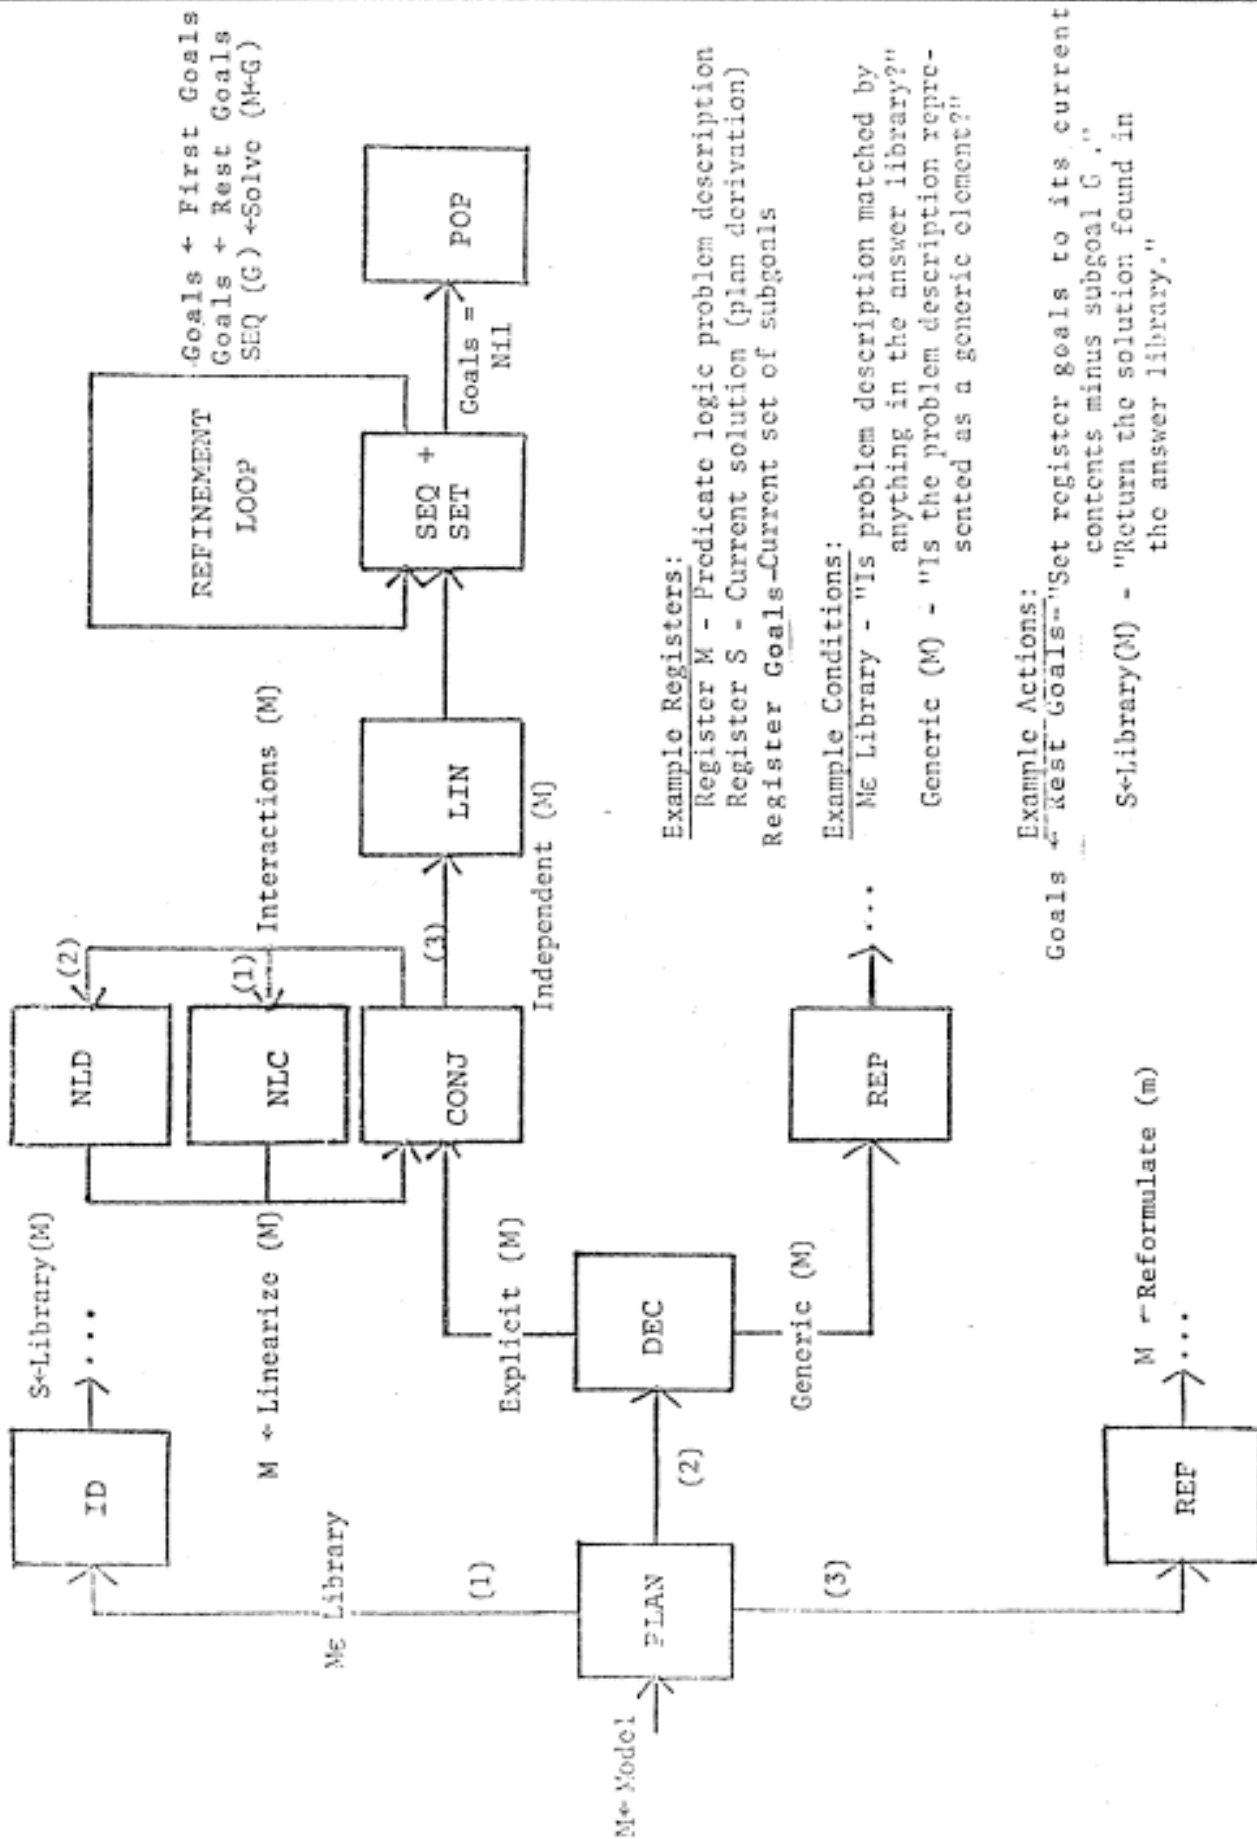 M← Model
PLAN
(1)
Mε Library
ID
S←Library(M)
...
(2)
DEC
(3)
REF
M ← Reformulate (m)
...
Explicit (M)
Generic (M)
REP
...
M ← Linearize (M)
NLD
(2)
NLC
(1)
Interactions (M)
CONJ
(3)
Independent (M)
LIN
REFINEMENT
LOOP
SEQ +
SET
Goals ← First Goals
Goals ← Rest Goals
SEQ (G) ←Solve (M←G)
Goals =
Nil
POP
Example Registers:
Register M - Predicate logic problem description
Register S - Current solution (plan derivation)
Register Goals-Current set of subgoals
Example Conditions:
Mε Library - "Is problem description matched by
anything in the answer library?"
Generic (M) - "Is the problem description repre-
sented as a generic element?"
Example Actions:
Goals ← Rest Goals-"Set register goals to its current
contents minus subgoal G ."
S←Library(M) - "Return the solution found in
the answer library."